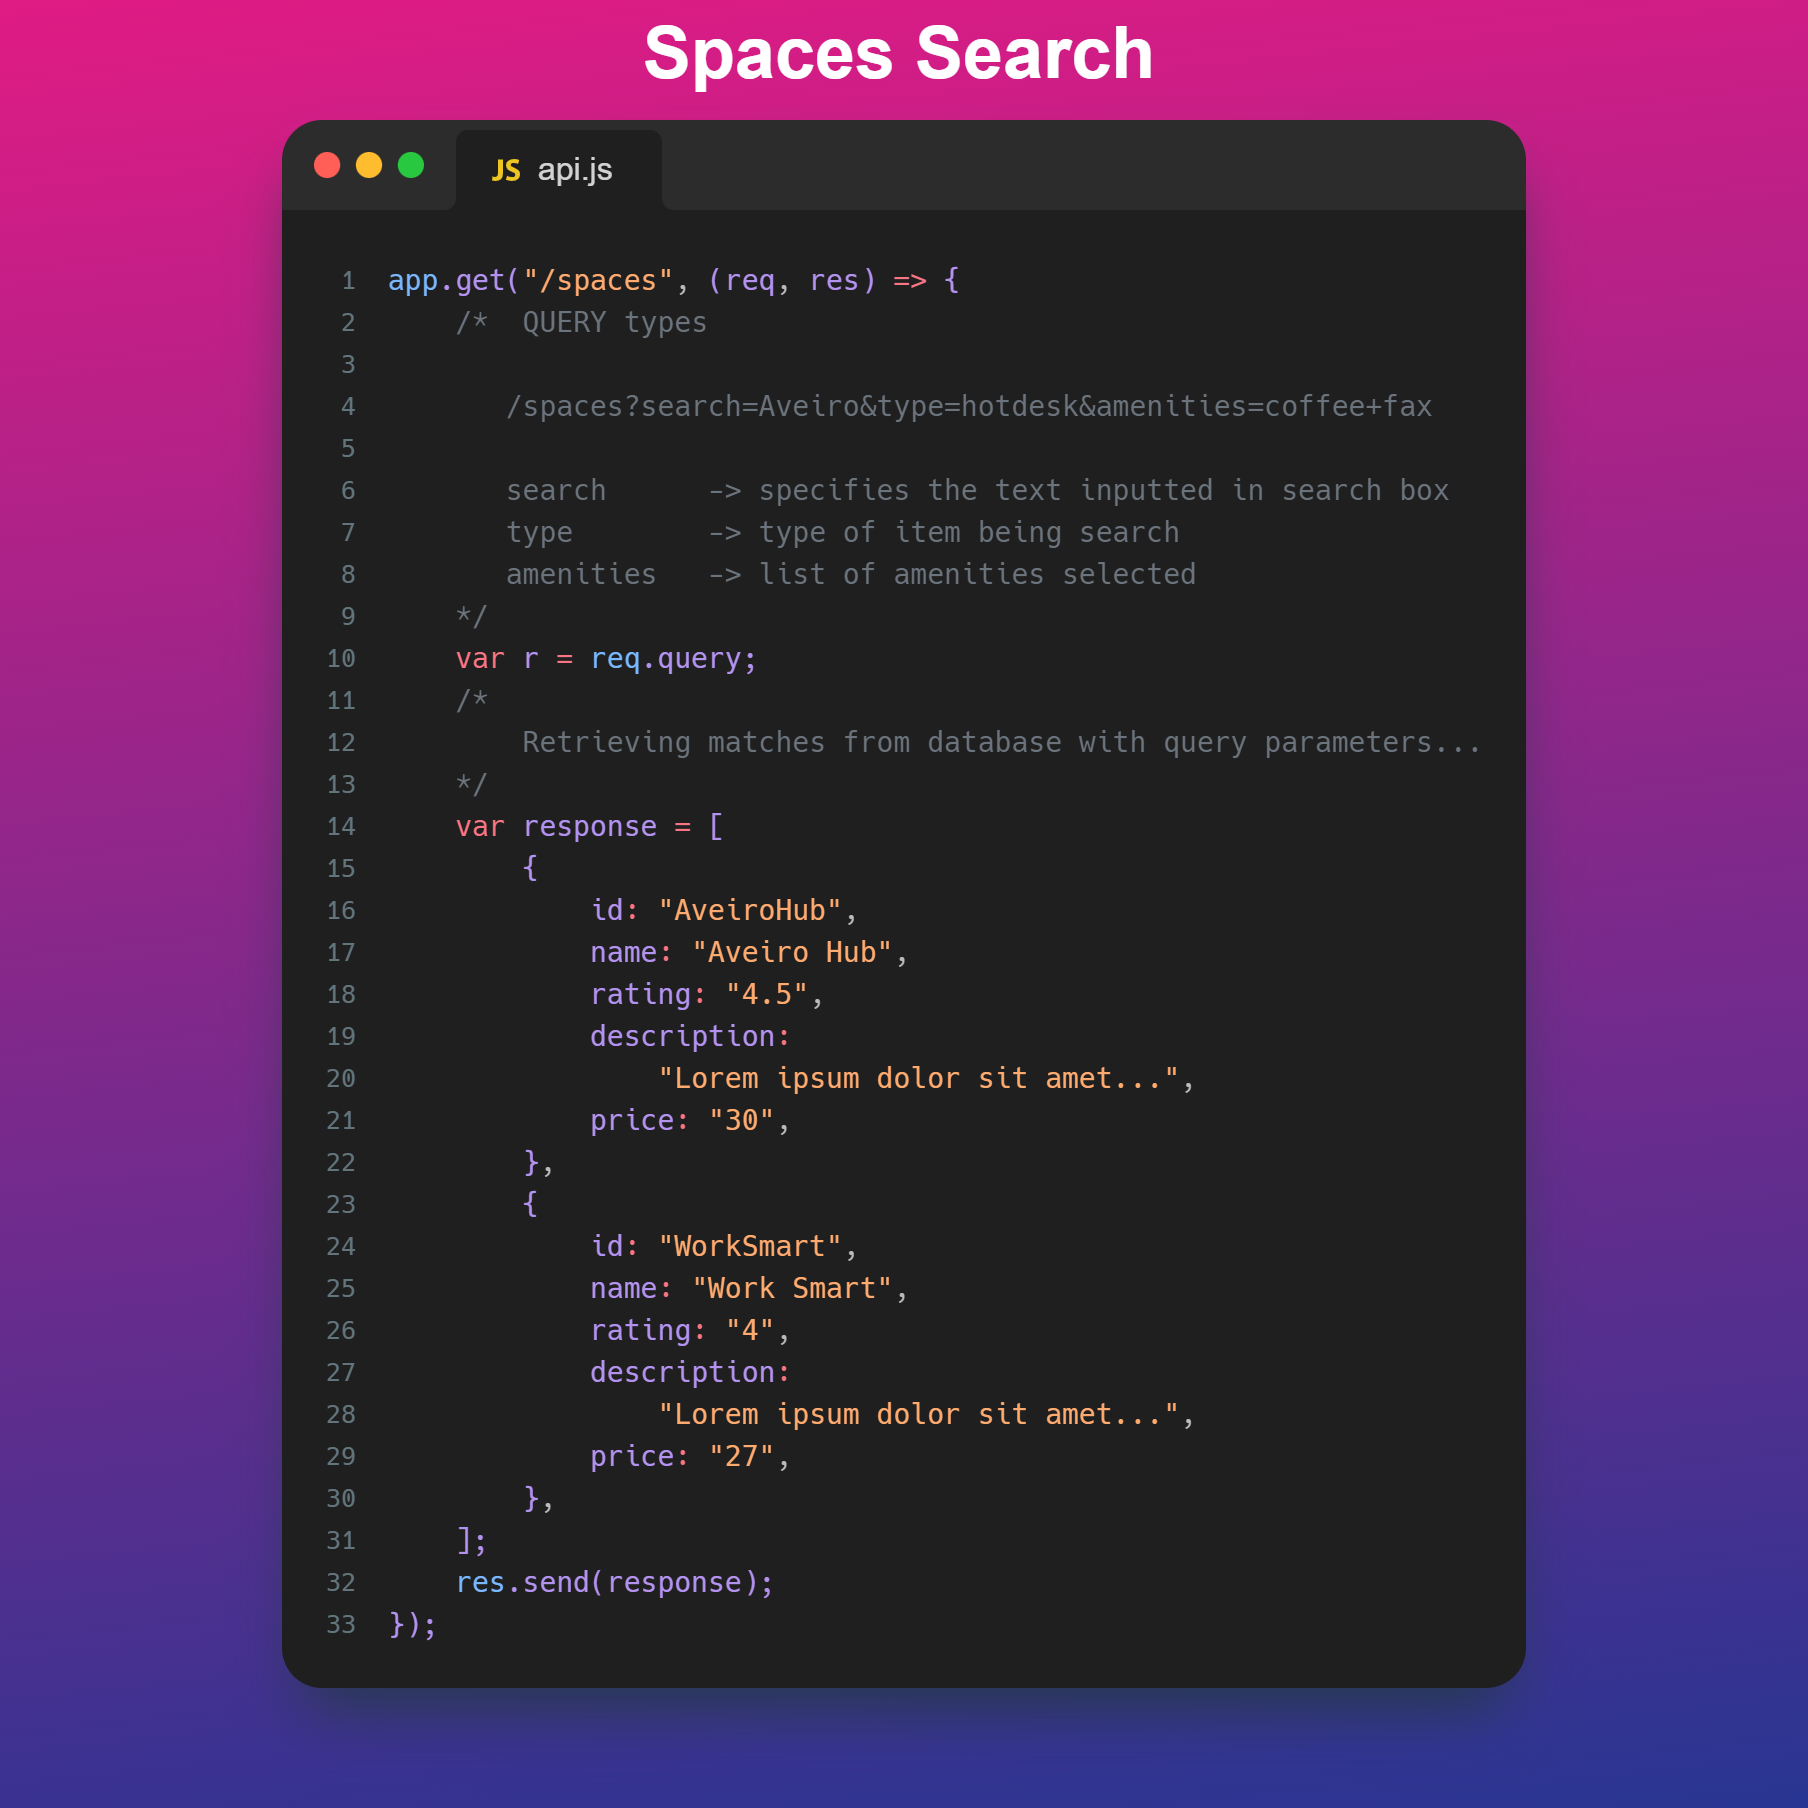 Spaces Search
JS api.js
1 app.get("/spaces", (req, res) => {
2     /*  QUERY types
3
4        /spaces?search=Aveiro&type=hotdesk&amenities=coffee+fax
5
6        search      -> specifies the text inputted in search box
7        type        -> type of item being search
8        amenities   -> list of amenities selected
9     */
10     var r = req.query;
11     /*
12         Retrieving matches from database with query parameters...
13     */
14     var response = [
15         {
16             id: "AveiroHub",
17             name: "Aveiro Hub",
18             rating: "4.5",
19             description:
20                 "Lorem ipsum dolor sit amet...",
21             price: "30",
22         },
23         {
24             id: "WorkSmart",
25             name: "Work Smart",
26             rating: "4",
27             description:
28                 "Lorem ipsum dolor sit amet...",
29             price: "27",
30         },
31     ];
32     res.send(response);
33 });